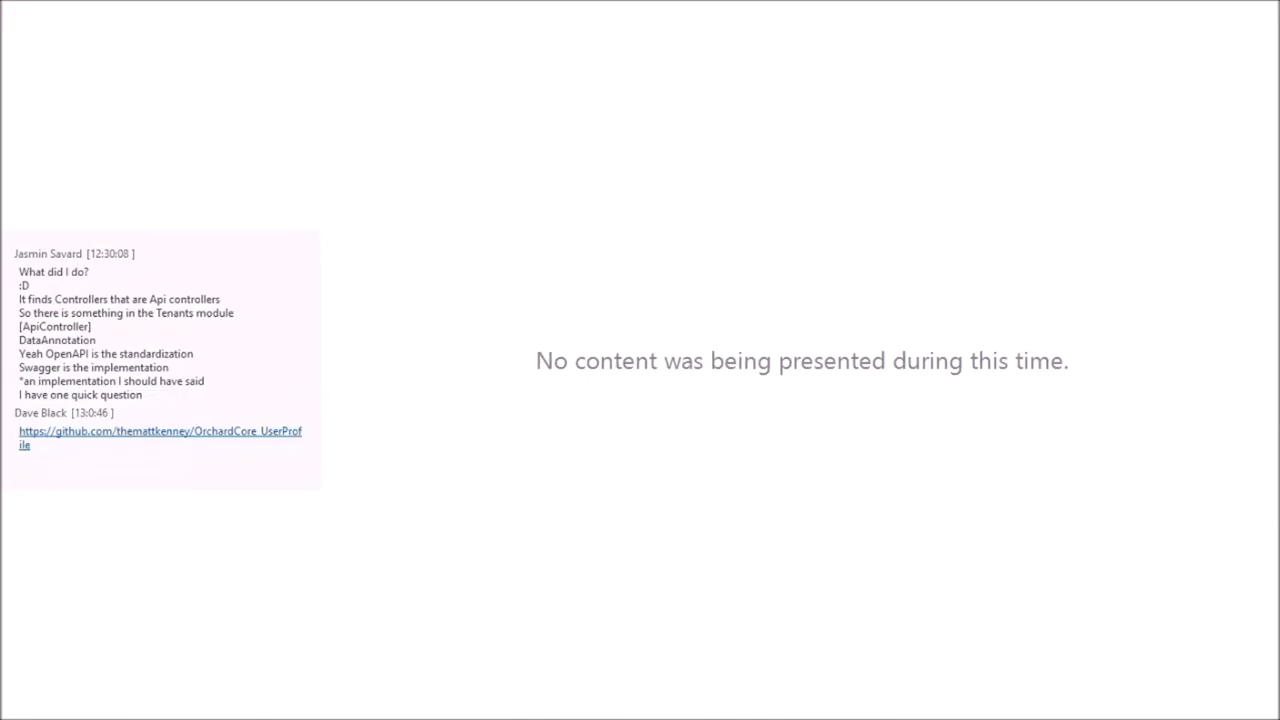 Jasmin Savard [12:30:08 ]
What did I do?
:D
It finds Controllers that are Api controllers
So there is something in the Tenants module
[ApiController]
DataAnnotation
Yeah OpenAPI is the standardization
Swagger is the implementation
*an implementation I should have said
I have one quick question
Dave Black [13:0:46 ]
https://github.com/themattkenney/OrchardCore_UserProf
ile
No content was being presented during this time.